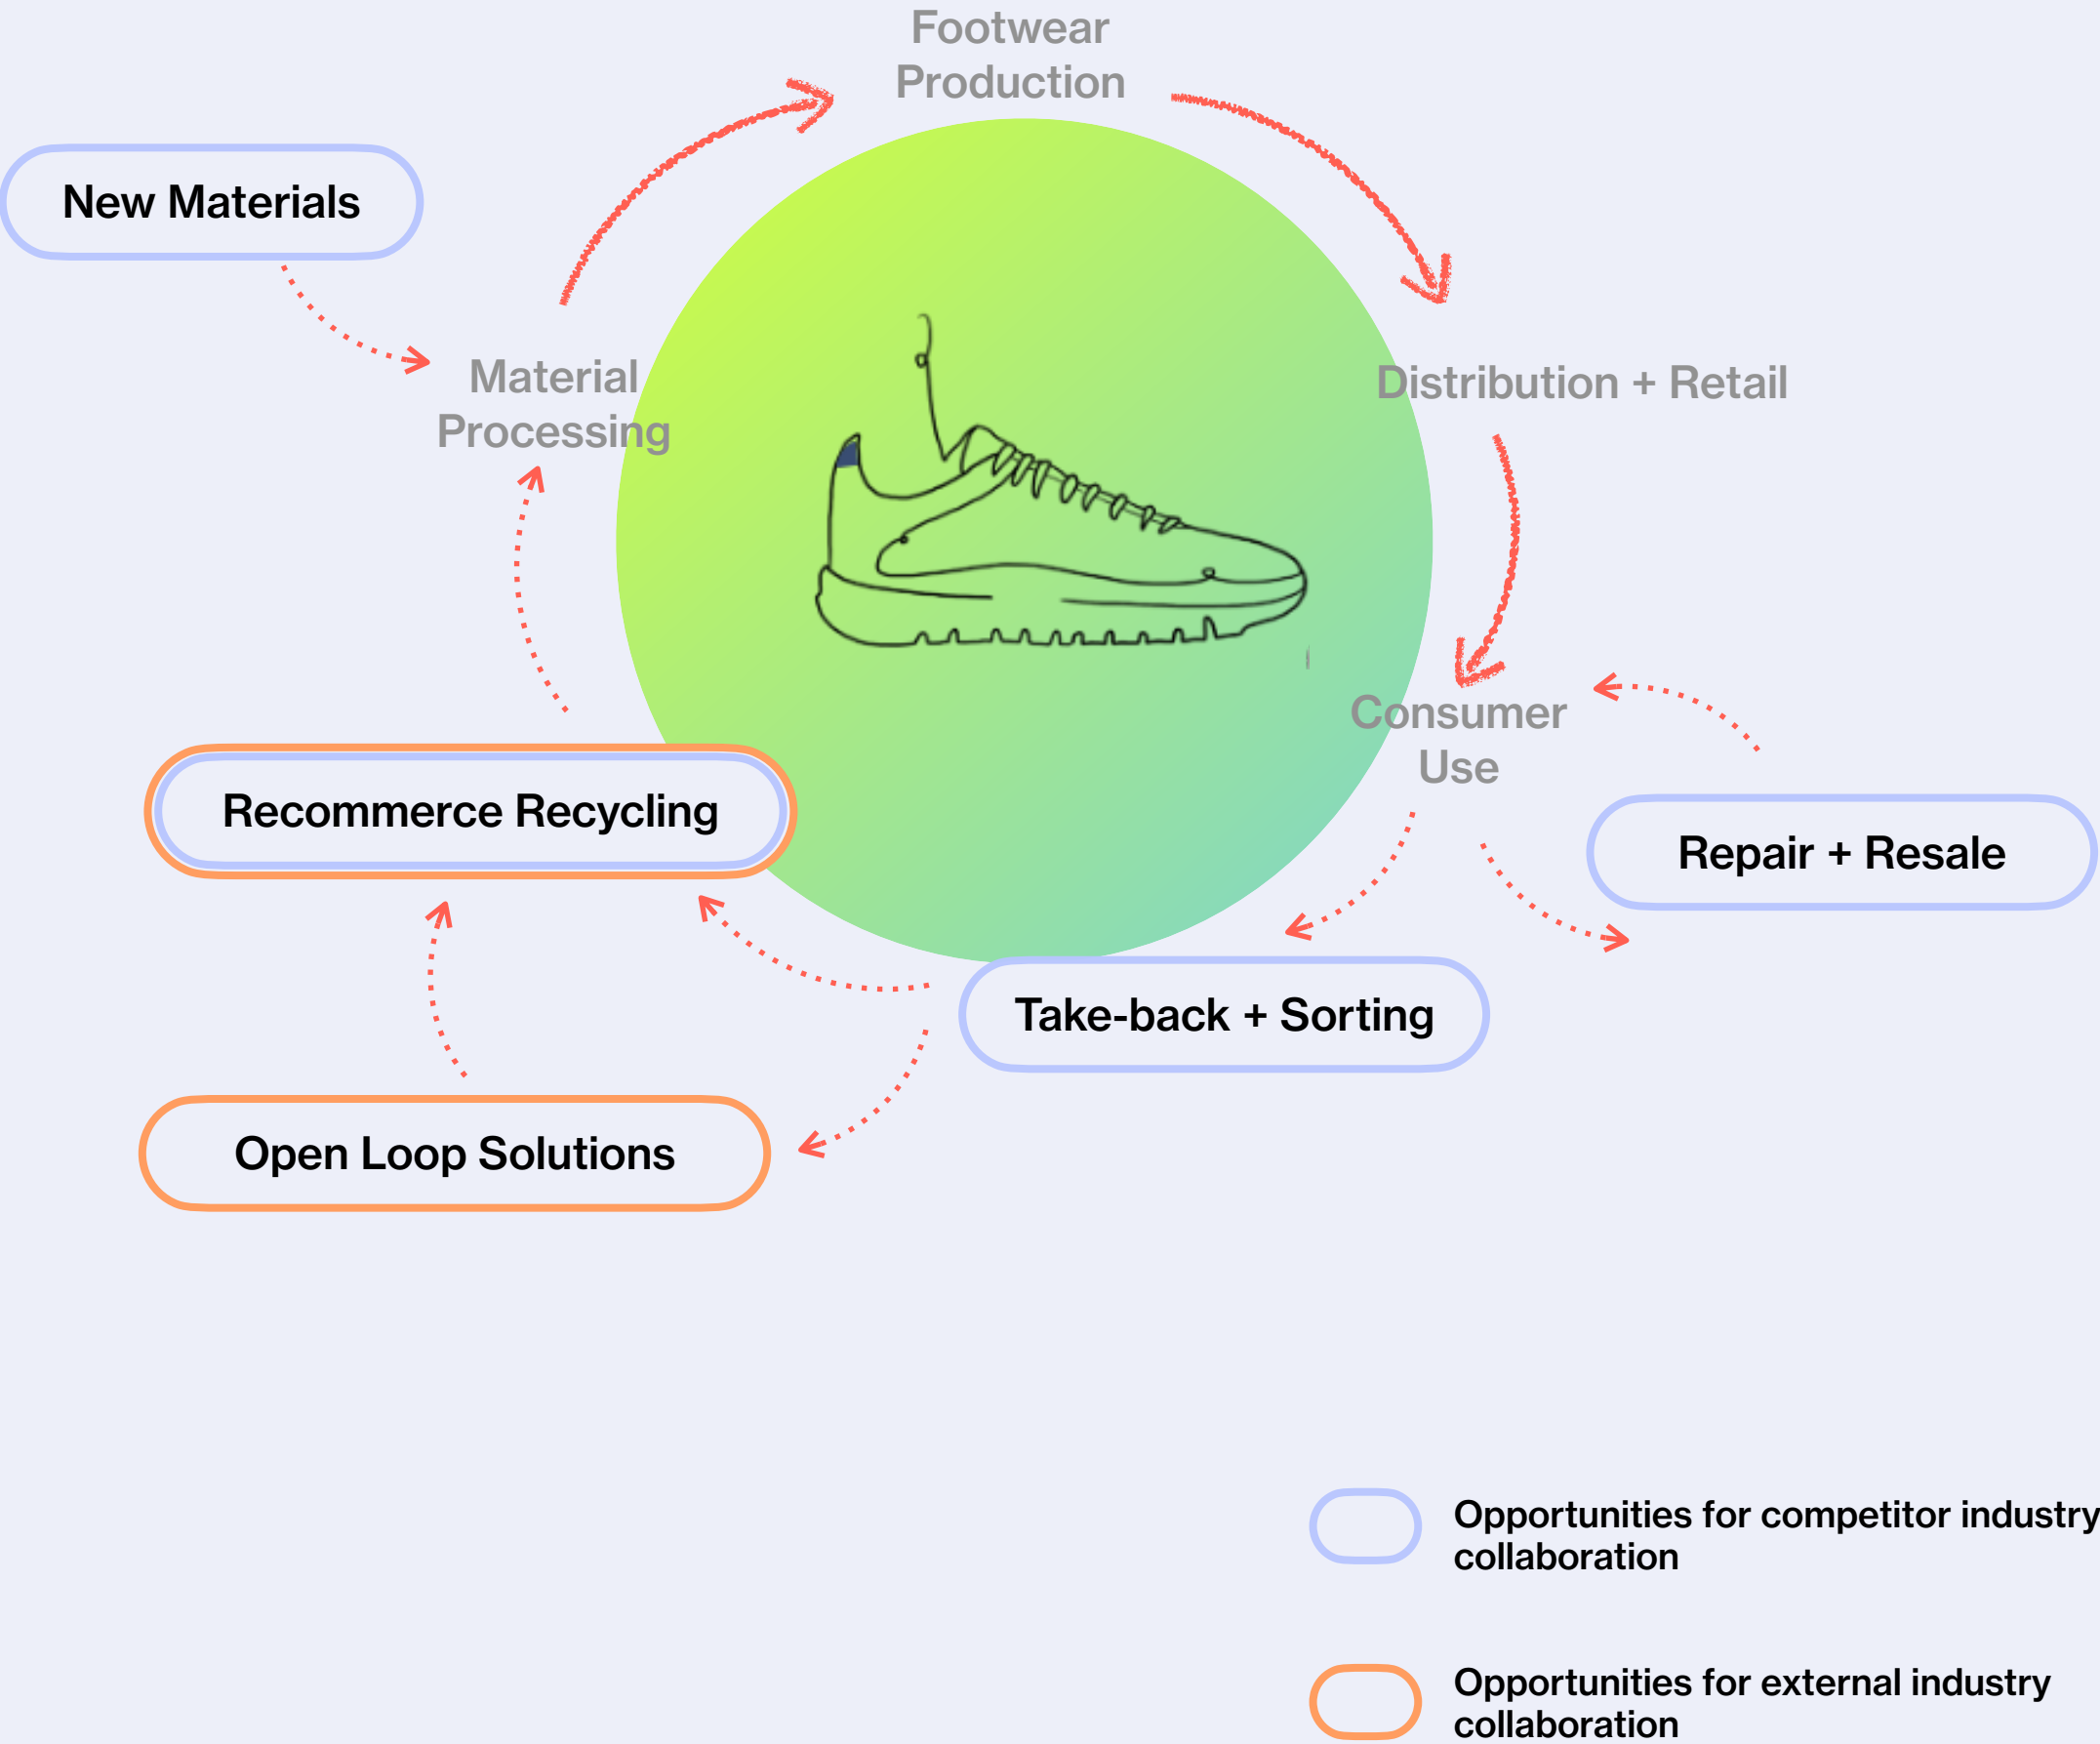 Footwear
Production
New Materials
Material
Processing
Distribution + Retail
Consumer
Use
Recommerce Recycling
Repair + Resale
Take-back + Sorting
Open Loop Solutions
Opportunities for competitor industry
collaboration
Opportunities for external industry
collaboration